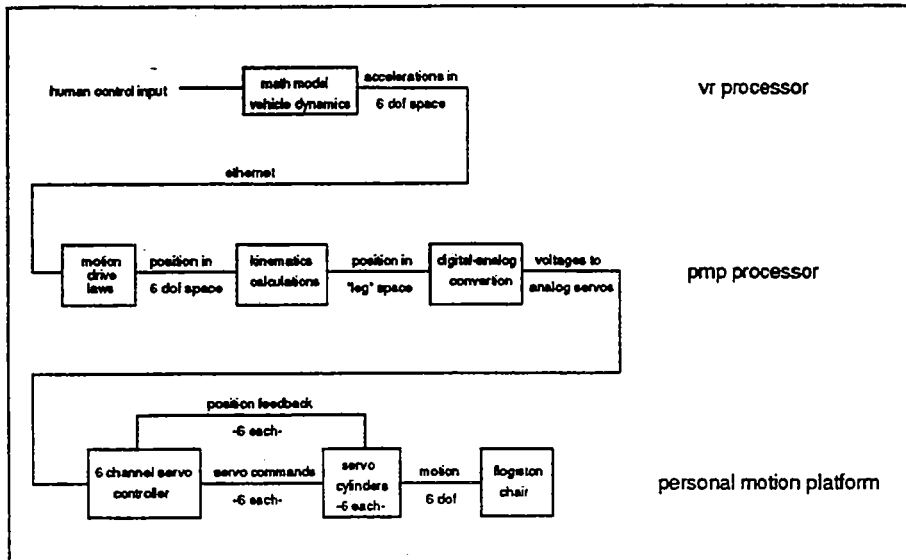 human control input
math model
vehicle dynamics
accelerations in
6 dof space
vr processor
ethernet
motion
drive
laws
position in
6 dof space
kinematics
calculations
position in
"leg" space
digital-analog
convertion
voltages to
analog servos
pmp processor
position feedback
-6 each-
6 channel servo
controller
servo commands
-6 each-
servo
cylinders
-6 each-
motion
6 dof
flogiston
chair
personal motion platform